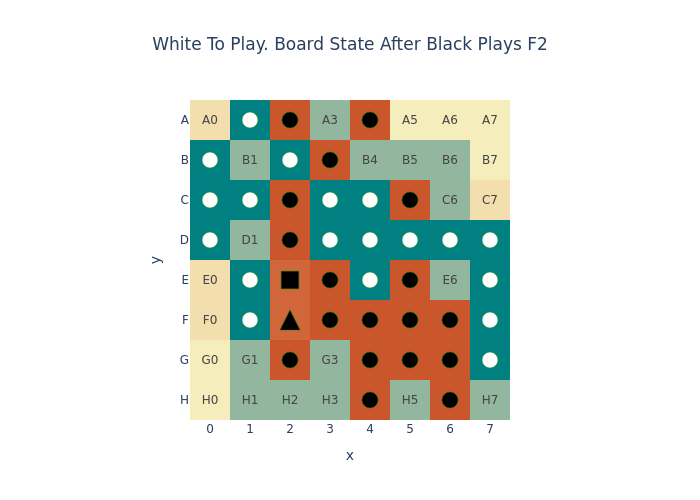 White To Play. Board State After Black Plays F2
A A0 A3 A5 A6 A7
B B1 B4 B5 B6 B7
C C6 C7
D D1
y
E E0 E6
F F0
G G0 G1 G3
H H0 H1 H2 H3 H5 H7
0 1 2 3 4 5 6 7
x